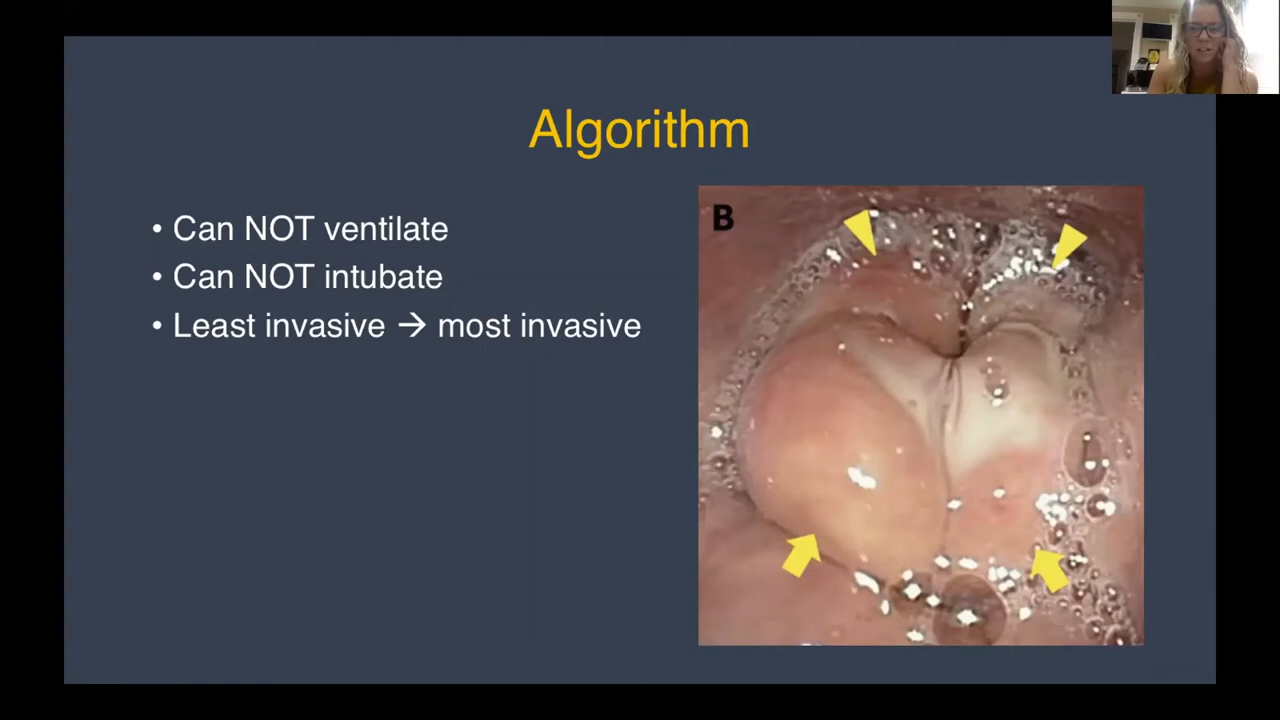 Algorithm
• Can NOT ventilate
• Can NOT intubate
• Least invasive → most invasive
B